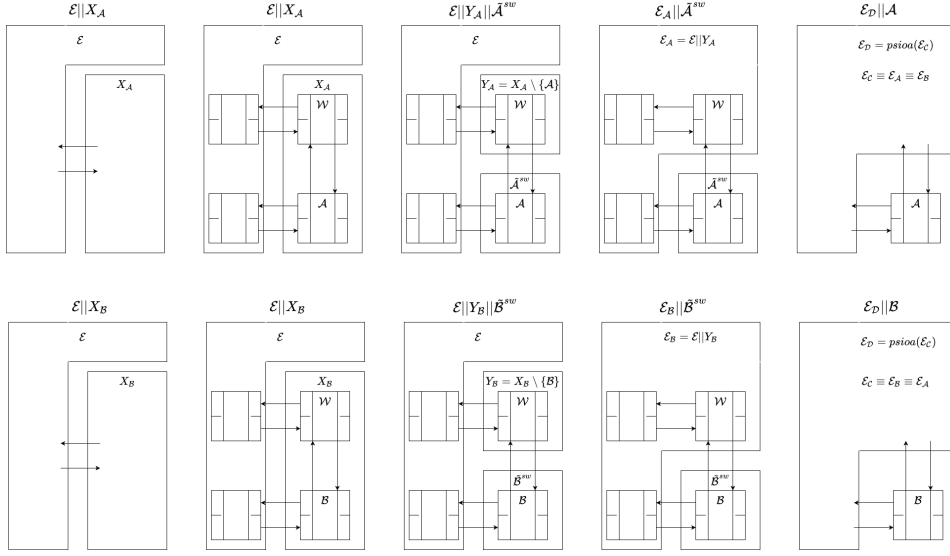 ℰ||X_𝒜
ℰ
X_𝒜
ℰ||X_𝒜
ℰ
X_𝒜
𝒲
𝒜
ℰ||Y_𝒜||𝒜̃^{sw}
ℰ
Y_𝒜 = X_𝒜 \ {𝒜}
𝒲
𝒜̃^{sw}
𝒜
ℰ_𝒜||𝒜̃^{sw}
ℰ_𝒜 = ℰ||Y_𝒜
𝒲
𝒜̃^{sw}
𝒜
ℰ_𝒟||𝒜
ℰ_𝒟 = psioa(ℰ_𝒞)
ℰ_𝒞 ≡ ℰ_𝒜 ≡ ℰ_ℬ
𝒜
ℰ||X_ℬ
ℰ
X_ℬ
ℰ||X_ℬ
ℰ
X_ℬ
𝒲
ℬ
ℰ||Y_ℬ||ℬ̃^{sw}
ℰ
Y_ℬ = X_ℬ \ {ℬ}
𝒲
ℬ̃^{sw}
ℬ
ℰ_ℬ||ℬ̃^{sw}
ℰ_ℬ = ℰ||Y_ℬ
𝒲
ℬ̃^{sw}
ℬ
ℰ_𝒟||ℬ
ℰ_𝒟 = psioa(ℰ_𝒞)
ℰ_𝒞 ≡ ℰ_ℬ ≡ ℰ_𝒜
ℬ